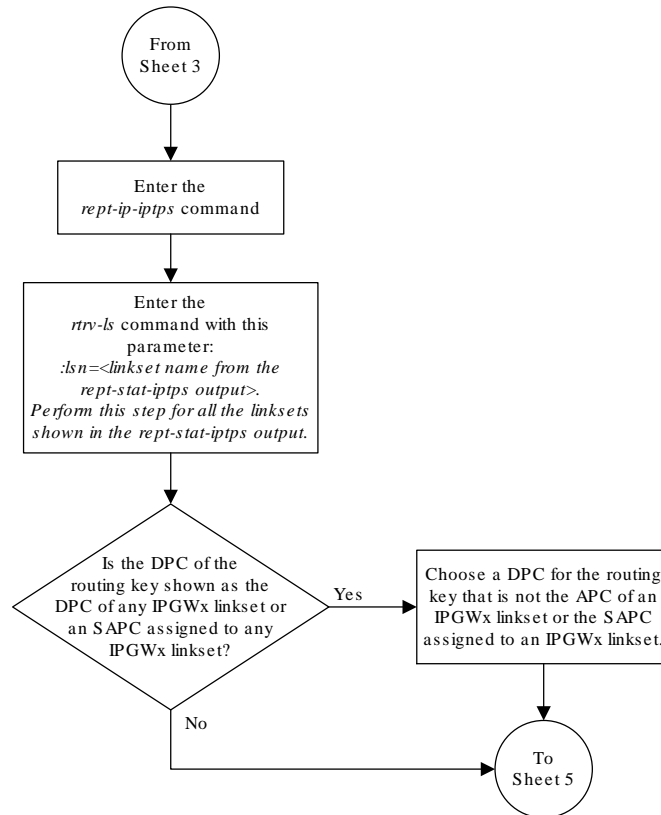 From
Sheet 3
Enter the
rept-ip-iptps command
Enter the
rtrv-ls command with this
parameter:
:lsn=<linkset name from the
rept-stat-iptps output>.
Perform this step for all the linksets
shown in the rept-stat-iptps output.
Is the DPC of the
routing key shown as the
DPC of any IPGWx linkset or
an SAPC assigned to any
IPGWx linkset?
Yes
Choose a DPC for the routing
key that is not the APC of an
IPGWx linkset or the SAPC
assigned to an IPGWx linkset.
No
To
Sheet 5